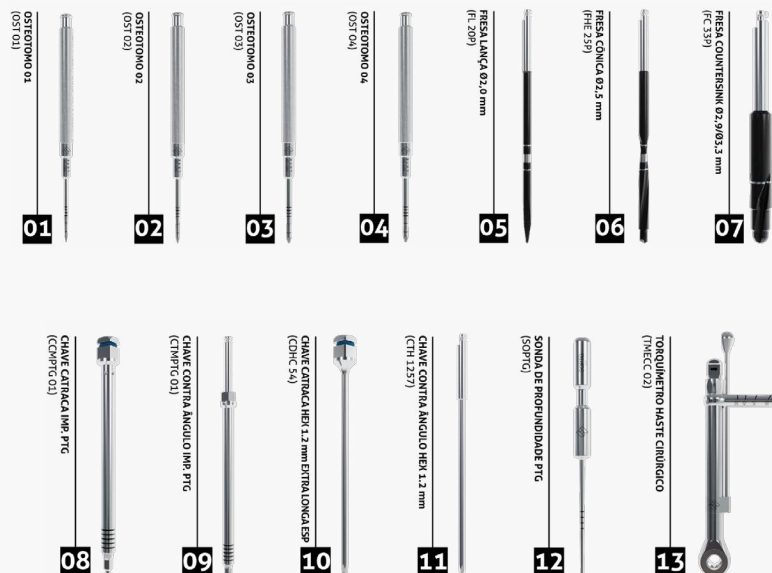 OSTEOTOMO 01
(OST 01)
01
OSTEOTOMO 02
(OST 02)
02
OSTEOTOMO 03
(OST 03)
03
OSTEOTOMO 04
(OST 04)
04
FRESA LANÇA Ø2,0 mm
(FL 20P)
05
FRESA CÔNICA Ø2,5 mm
(FHE 25P)
06
FRESA COUNTERSINK Ø2,9/Ø3,3 mm
(FC 33P)
07
CHAVE CATRACA IMP. PTG
(CCMPTG 01)
08
CHAVE CONTRA ÂNGULO IMP. PTG
(CTMPTG 01)
09
CHAVE CATRACA HEX 1.2 mm EXTRA LONGA ESP
(CDHC 54)
10
CHAVE CONTRA ÂNGULO HEX 1.2 mm
(CTH 1257)
11
SONDA DE PROFUNDIDADE PTG
(SOPTG)
12
TORQUÍMETRO HASTE CIRÚRGICO
(TMECC 02)
13